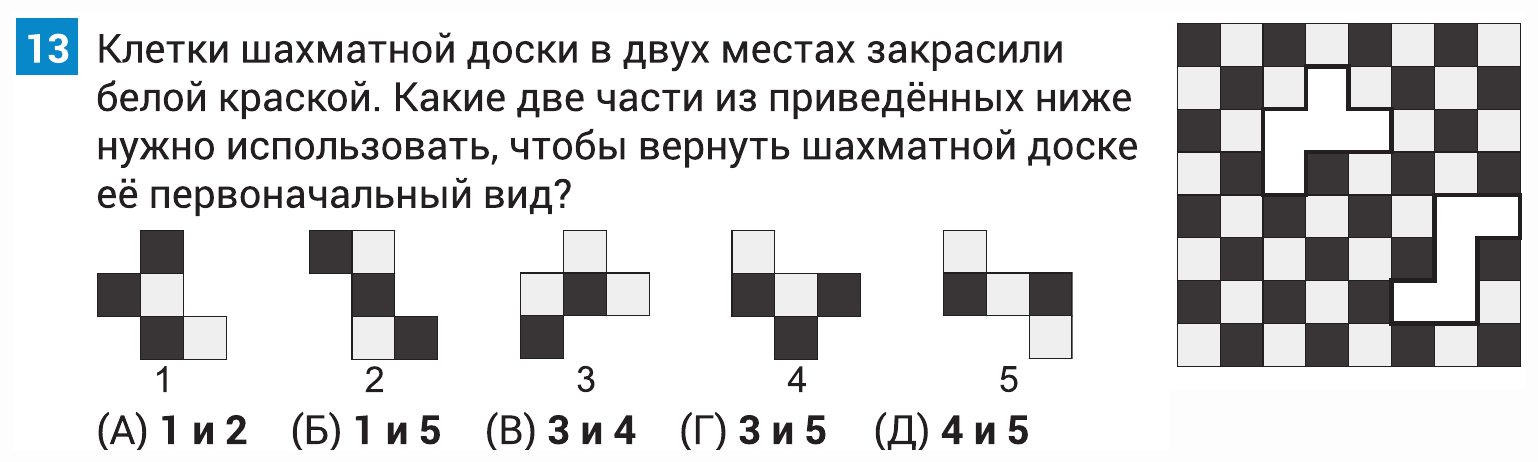 13 Клетки шахматной доски в двух местах закрасили
белой краской. Какие две части из приведённых ниже
нужно использовать, чтобы вернуть шахматной доске
её первоначальный вид?
1 2 3 4 5
(А) 1 и 2 (Б) 1 и 5 (В) 3 и 4 (Г) 3 и 5 (Д) 4 и 5